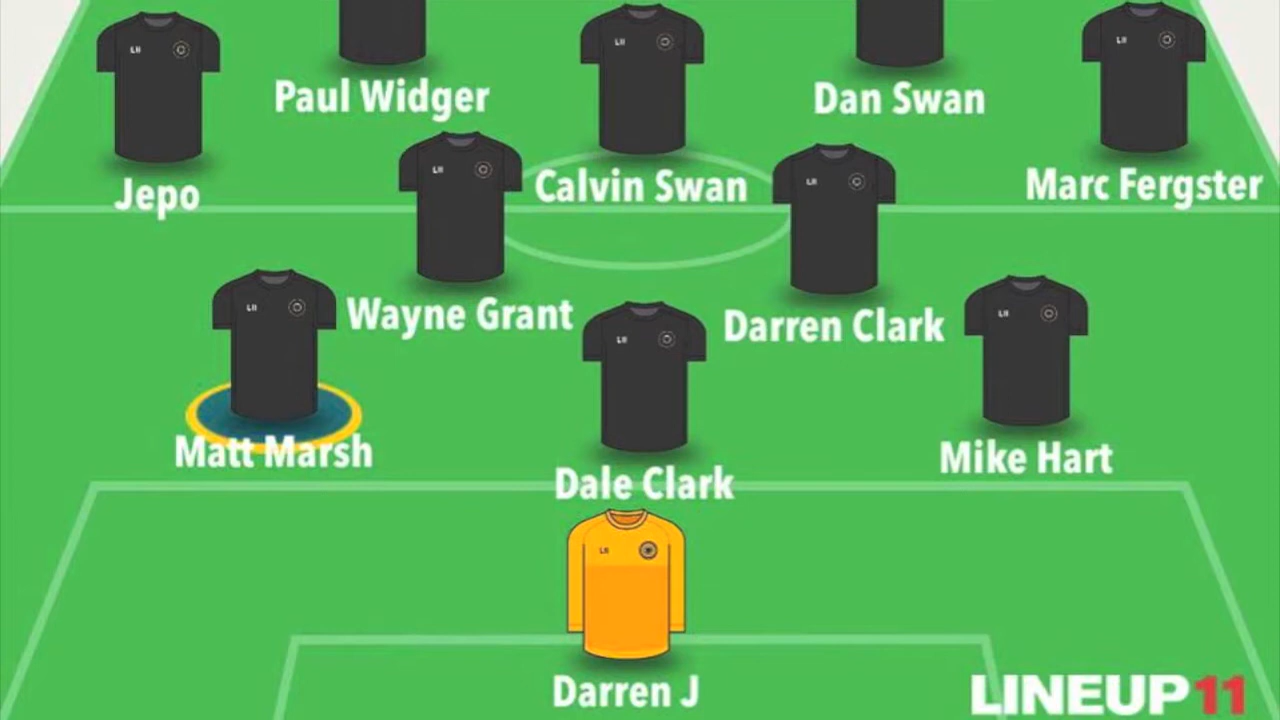 Paul Widger
Dan Swan
Jepo
Calvin Swan
Marc Fergster
Wayne Grant
Darren Clark
Matt Marsh
Dale Clark
Mike Hart
Darren J
LINEUP11